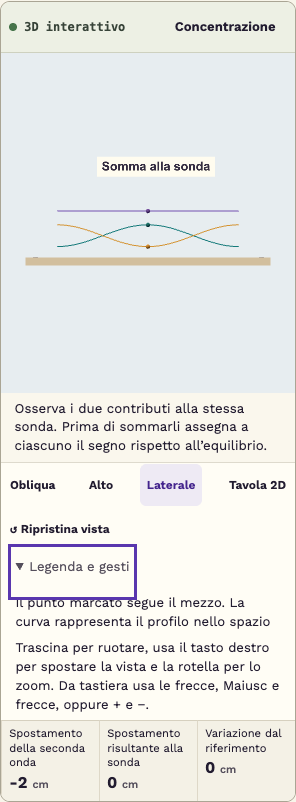 3D interattivo Concentrazione
Somma alla sonda
Osserva i due contributi alla stessa
sonda. Prima di sommarli assegna a
ciascuno il segno rispetto all’equilibrio.
Obliqua Alto Laterale Tavola 2D
↺ Ripristina vista
▼ Legenda e gesti
Il punto marcato segue il mezzo. La
curva rappresenta il profilo nello spazio
Trascina per ruotare, usa il tasto destro
per spostare la vista e la rotella per lo
zoom. Da tastiera usa le frecce, Maiusc e
frecce, oppure + e −.
Spostamento
della seconda
onda
-2 cm
Spostamento
risultante alla
sonda
0 cm
Variazione dal
riferimento
0 cm